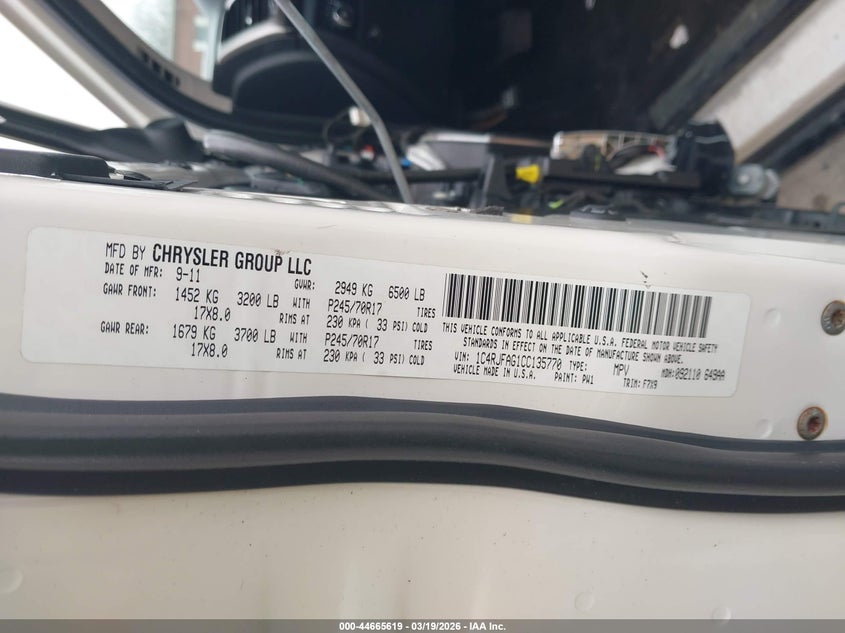 MFD BY CHRYSLER GROUP LLC
DATE OF MFR: 9-11 GVWR: 2949 KG 6500 LB
GAWR FRONT: 1452 KG 3200 LB WITH P245/70R17 TIRES
17X8.0 RIMS AT 230 KPA ( 33 PSI) COLD
GAWR REAR: 1679 KG 3700 LB WITH P245/70R17 TIRES
17X8.0 RIMS AT 230 KPA ( 33 PSI) COLD
THIS VEHICLE CONFORMS TO ALL APPLICABLE U.S.A. FEDERAL MOTOR VEHICLE SAFETY
STANDARDS IN EFFECT ON THE DATE OF MANUFACTURE SHOWN ABOVE.
VIN: 1C4RJFAG1CC135770 TYPE: MPV MDH: 092110 649AA
VEHICLE MADE IN U.S.A. PAINT: PW1 TRIM: F7X9
000-44665619 - 03/19/2026 - IAA Inc.